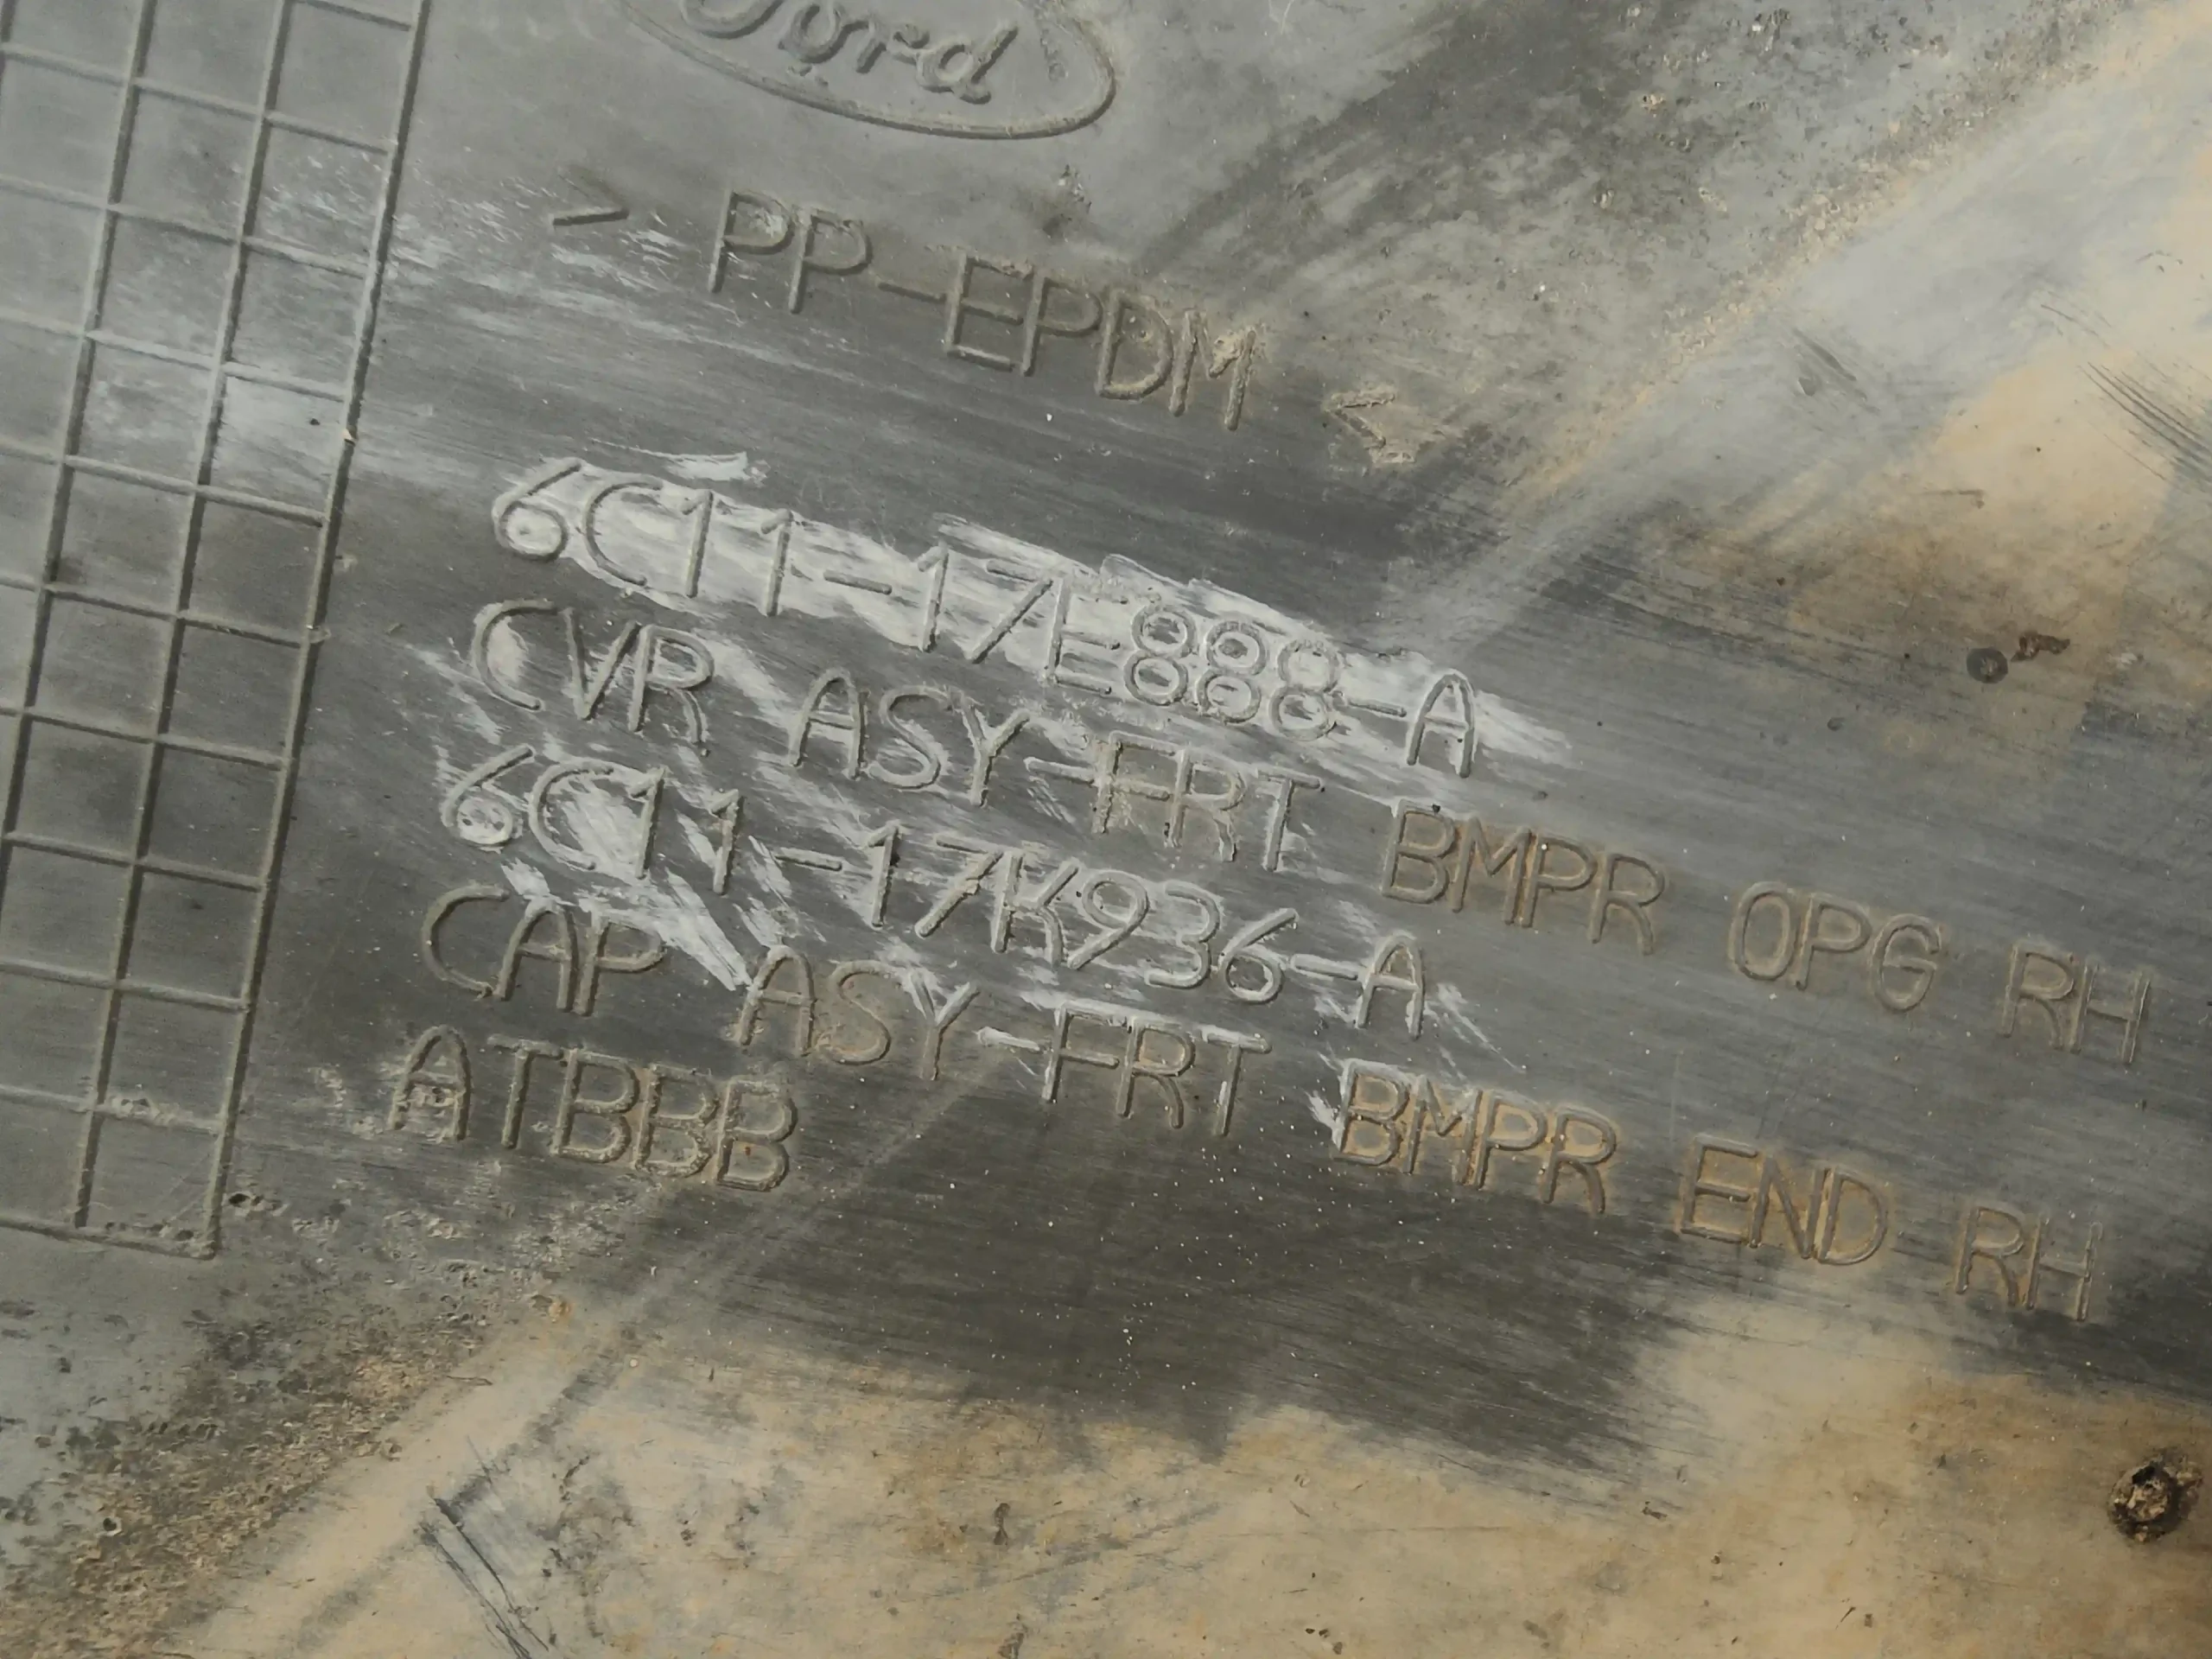 Ford
> PP-EPDM <
6C11-17E888-A
CVR ASY-FRT BMPR OPG RH
6C11-17K936-A
CAP ASY-FRT BMPR END RH
ATBBB